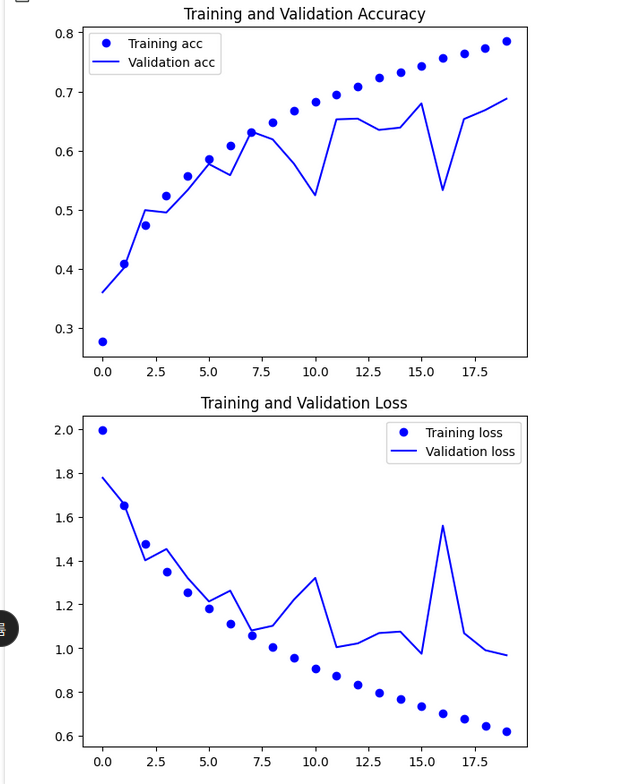 Training and Validation Accuracy
0.8
0.7
0.6
0.5
0.4
0.3
Training acc
Validation acc
0.0 2.5 5.0 7.5 10.0 12.5 15.0 17.5
Training and Validation Loss
2.0
1.8
1.6
1.4
1.2
1.0
0.8
0.6
Training loss
Validation loss
0.0 2.5 5.0 7.5 10.0 12.5 15.0 17.5